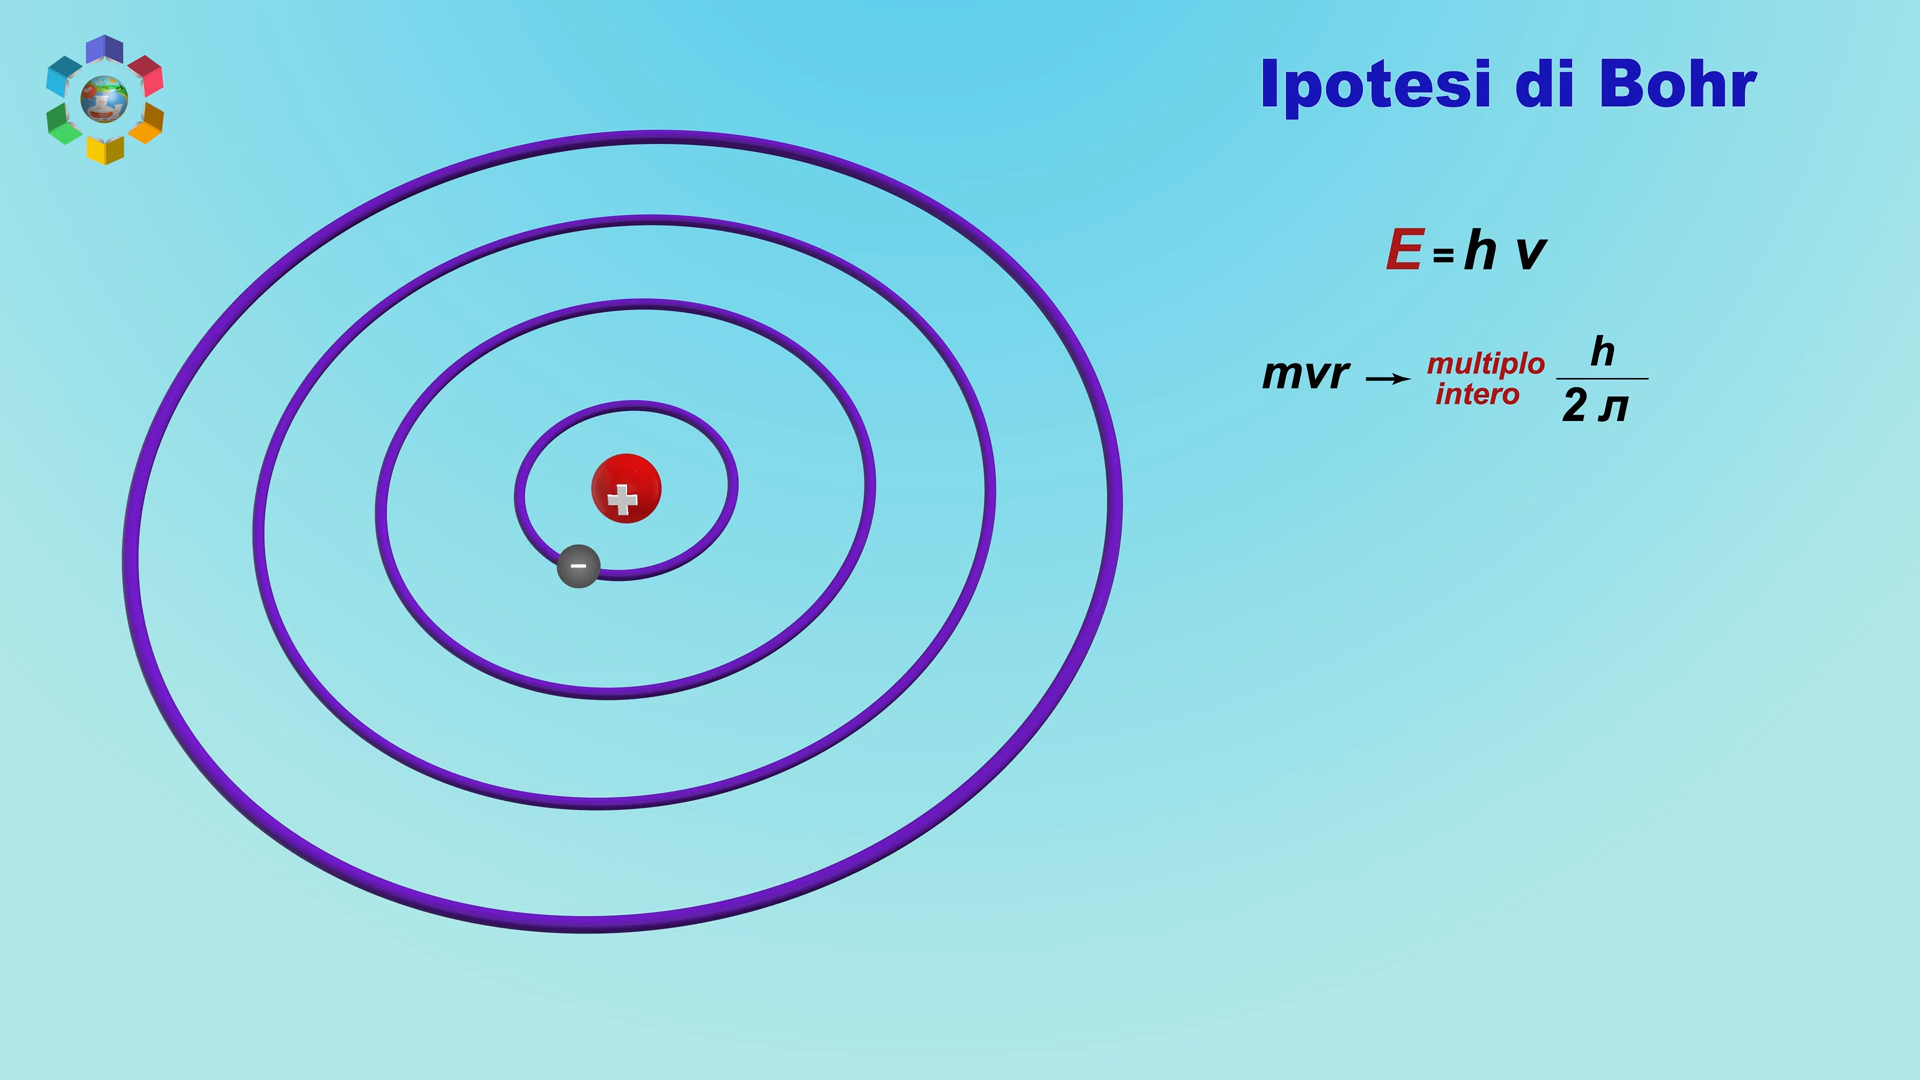 Ipotesi di Bohr
E = h v
mvr → multiplo intero h / 2 л
+
−